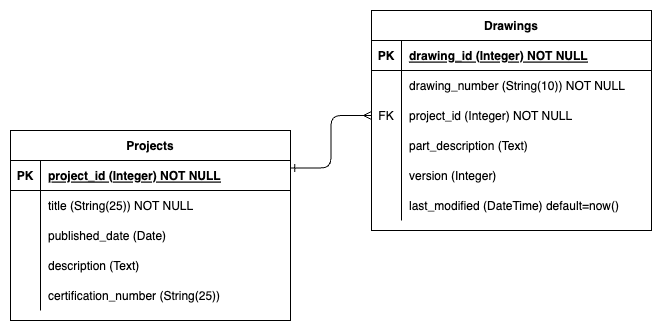 Drawings
PK drawing_id (Integer) NOT NULL
drawing_number (String(10)) NOT NULL
FK project_id (Integer) NOT NULL
part_description (Text)
version (Integer)
last_modified (DateTime) default=now()
Projects
PK project_id (Integer) NOT NULL
title (String(25)) NOT NULL
published_date (Date)
description (Text)
certification_number (String(25))